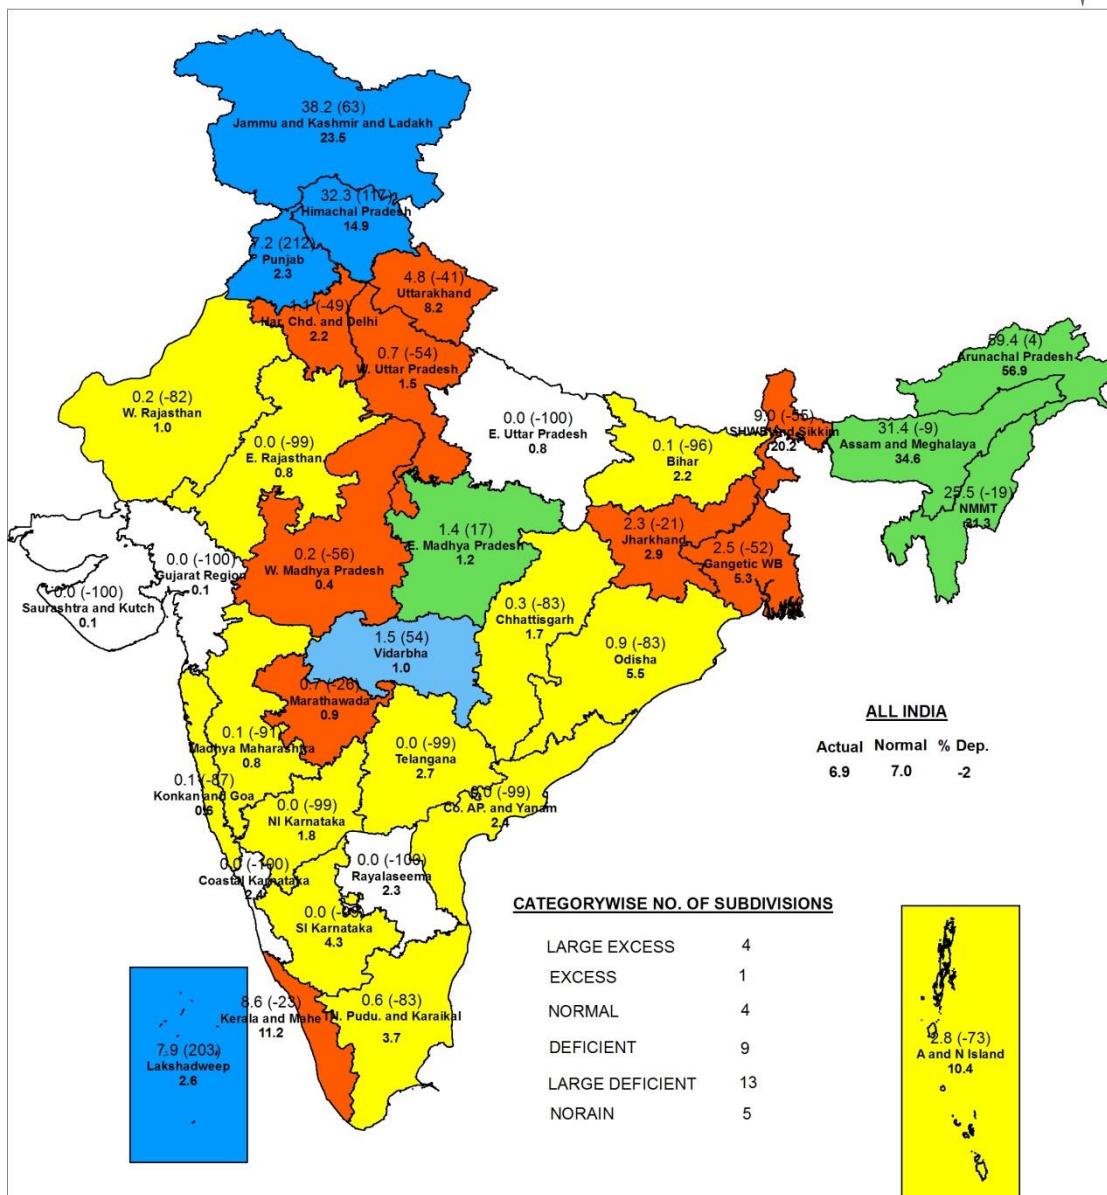 38.2 (63)
Jammu and Kashmir and Ladakh
23.5
32.3 (117)
Himachal Pradesh
14.9
7.2 (212)
Punjab
2.3
4.8 (-41)
Uttarakhand
8.2
1.1 (-49)
Har. Chd. and Delhi
2.2
0.7 (-54)
W. Uttar Pradesh
1.5
59.4 (4)
Arunachal Pradesh
56.9
0.2 (-82)
W. Rajasthan
1.0
0.0 (-99)
E. Rajasthan
0.8
0.0 (-100)
E. Uttar Pradesh
0.8
0.1 (-96)
Bihar
2.2
9.0 (-55)
SHWB and Sikkim
20.2
31.4 (-9)
Assam and Meghalaya
34.6
25.5 (-19)
NMMT
31.3
0.0 (-100)
Gujarat Region
0.1
0.0 (-100)
Saurashtra and Kutch
0.1
0.2 (-56)
W. Madhya Pradesh
0.4
1.4 (17)
E. Madhya Pradesh
1.2
2.3 (-21)
Jharkhand
2.9
2.5 (-52)
Gangetic WB
5.3
0.3 (-83)
Chhattisgarh
1.7
0.9 (-83)
Odisha
5.5
1.5 (54)
Vidarbha
1.0
0.7 (-26)
Marathawada
0.9
0.1 (-91)
Madhya Maharashtra
0.8
0.0 (-99)
Telangana
2.7
0.1 (-87)
Konkan and Goa
0.6
0.0 (-99)
NI Karnataka
1.8
0.0 (-99)
Co. AP. and Yanam
2.4
ALL INDIA
Actual Normal % Dep.
6.9 7.0 -2
0.0 (-100)
Coastal Karnataka
0.0 (-100)
Rayalaseema
2.3
0.0 (-99)
SI Karnataka
4.3
8.6 (-23)
Kerala and Mahe
11.2
0.6 (-83)
TN. Pudu. and Karaikal
3.7
7.9 (203)
Lakshadweep
2.6
CATEGORYWISE NO. OF SUBDIVISIONS
LARGE EXCESS 4
EXCESS 1
NORMAL 4
DEFICIENT 9
LARGE DEFICIENT 13
NORAIN 5
2.8 (-73)
A and N Island
10.4